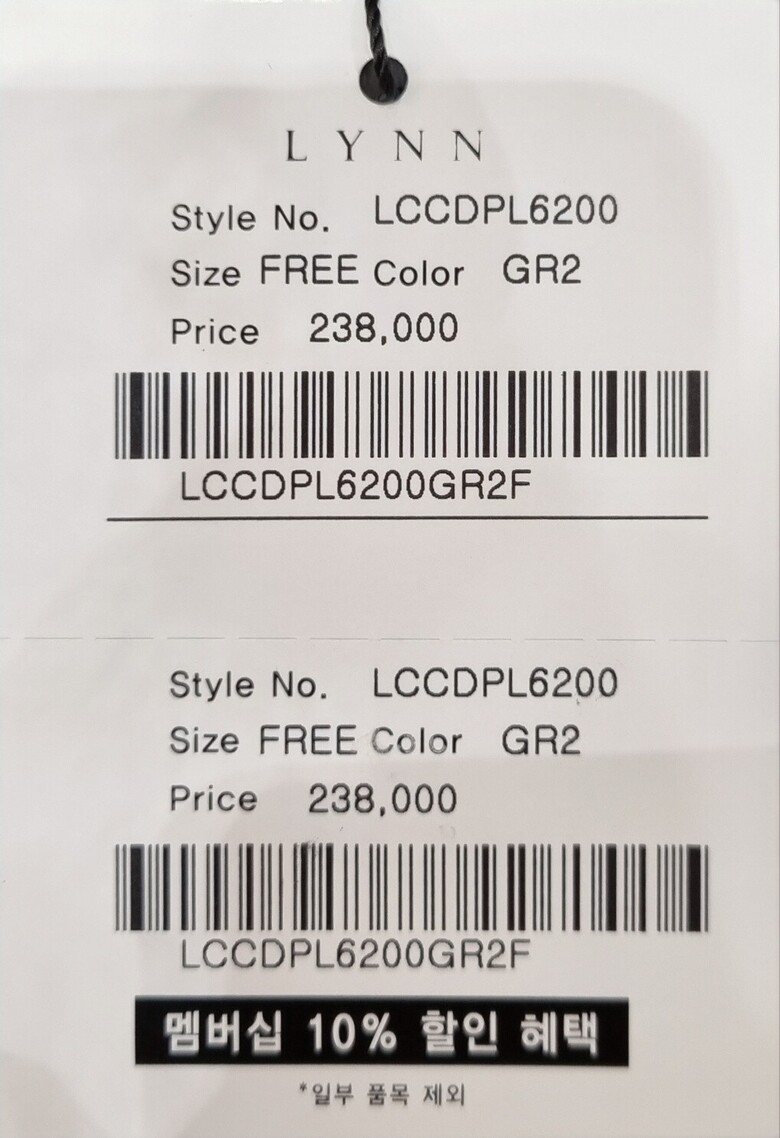 LYNN
Style No. LCCDPL6200
Size FREE Color GR2
Price 238,000
LCCDPL6200GR2F
Style No. LCCDPL6200
Size FREE Color GR2
Price 238,000
LCCDPL6200GR2F
멤버십 10% 할인 혜택
*일부 품목 제외